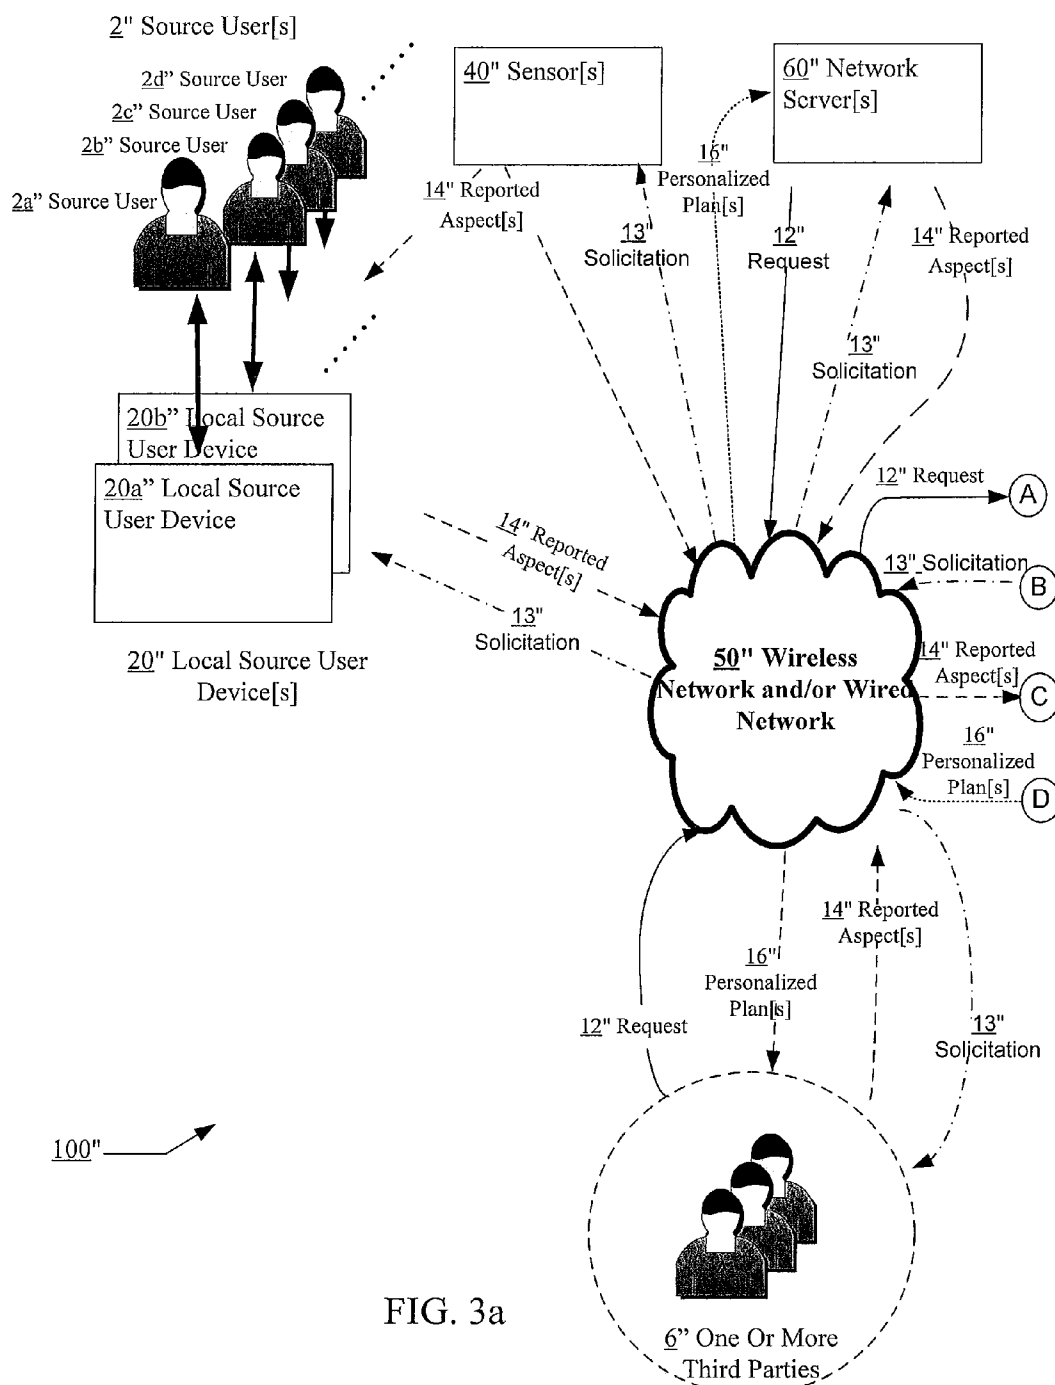 2" Source User[s]
2d” Source User
2c” Source User
2b” Source User
2a” Source User
40" Sensor[s]
60" Network
Server[s]
14" Reported
Aspect[s]
13"
Solicitation
16"
Personalized
Plan[s]
12"
Request
13"
Solicitation
14" Reported
Aspect[s]
20b” Local Source
User Device
20a” Local Source
User Device
20" Local Source User
Device[s]
14" Reported
Aspect[s]
13"
Solicitation
50" Wireless
Network and/or Wired
Network
12" Request
A
13" Solicitation
B
14" Reported
Aspect[s]
C
16"
Personalized
Plan[s]
D
12" Request
16"
Personalized
Plan[s]
14" Reported
Aspect[s]
13"
Solicitation
100"
FIG. 3a
6” One Or More
Third Parties